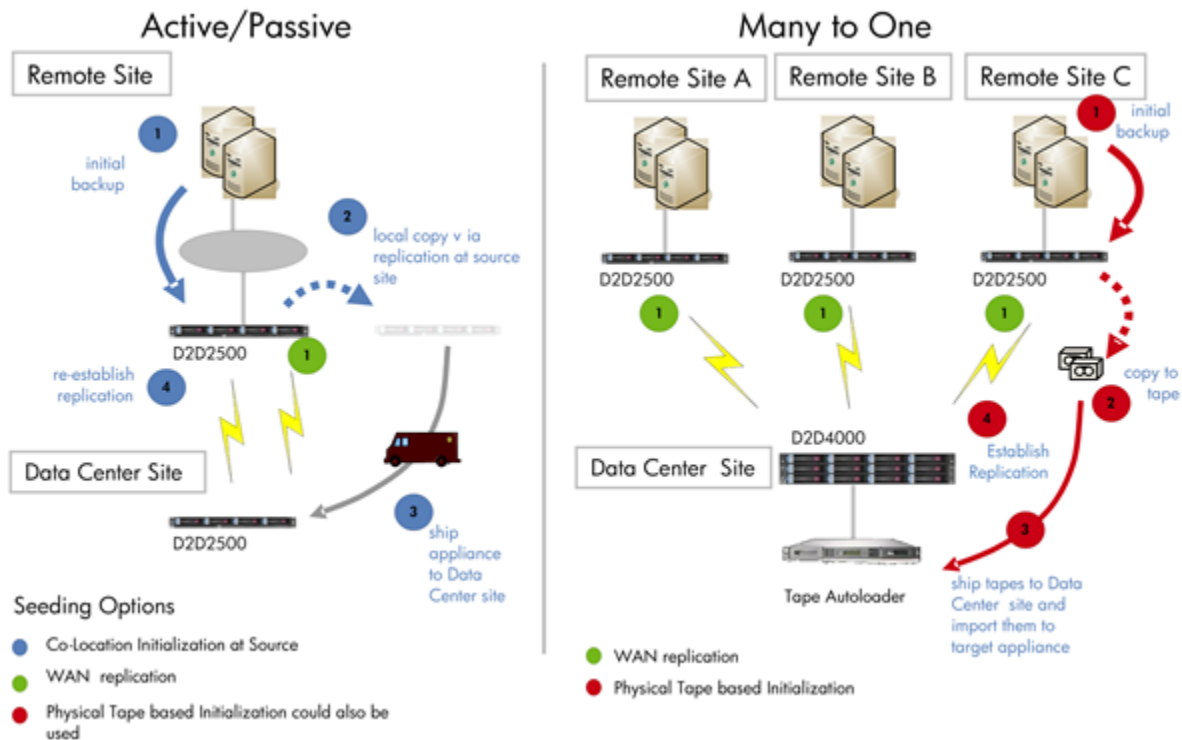 Active/Passive
Remote Site
1
initial
backup
2
local copy v ia
replication at source
site
D2D2500
1
re-establish
replication
4
Data Center Site
3
ship
appliance
to Data
Center site
D2D2500
Seeding Options
Co-Location Initialization at Source
WAN replication
Physical Tape based Initialization could also be
used
Many to One
Remote Site A
Remote Site B
Remote Site C
1
initial
backup
D2D2500
D2D2500
D2D2500
1
1
1
copy to
tape
2
4
Establish
Replication
D2D4000
Data Center Site
3
Tape Autoloader
ship tapes to Data
Center site and
import them to
target appliance
WAN replication
Physical Tape based Initialization